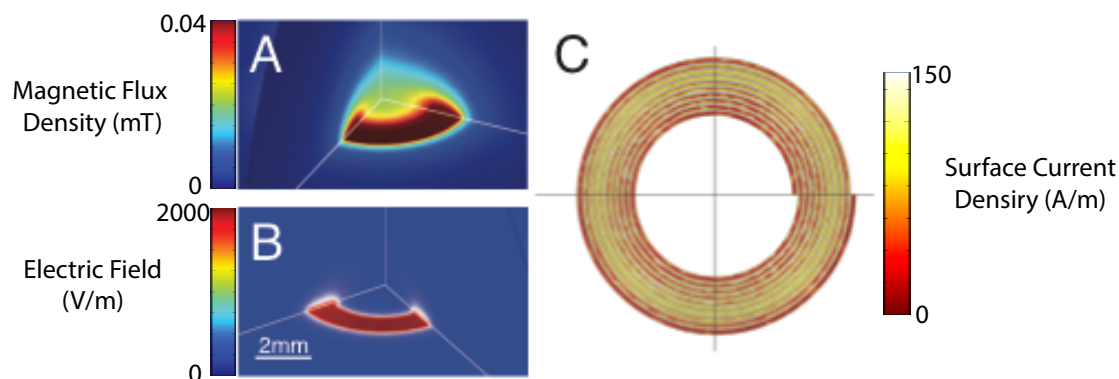 0.04
Magnetic Flux
Density (mT)
0
A
2000
Electric Field
(V/m)
0
B
2mm
C
150
Surface Current
Densiry (A/m)
0